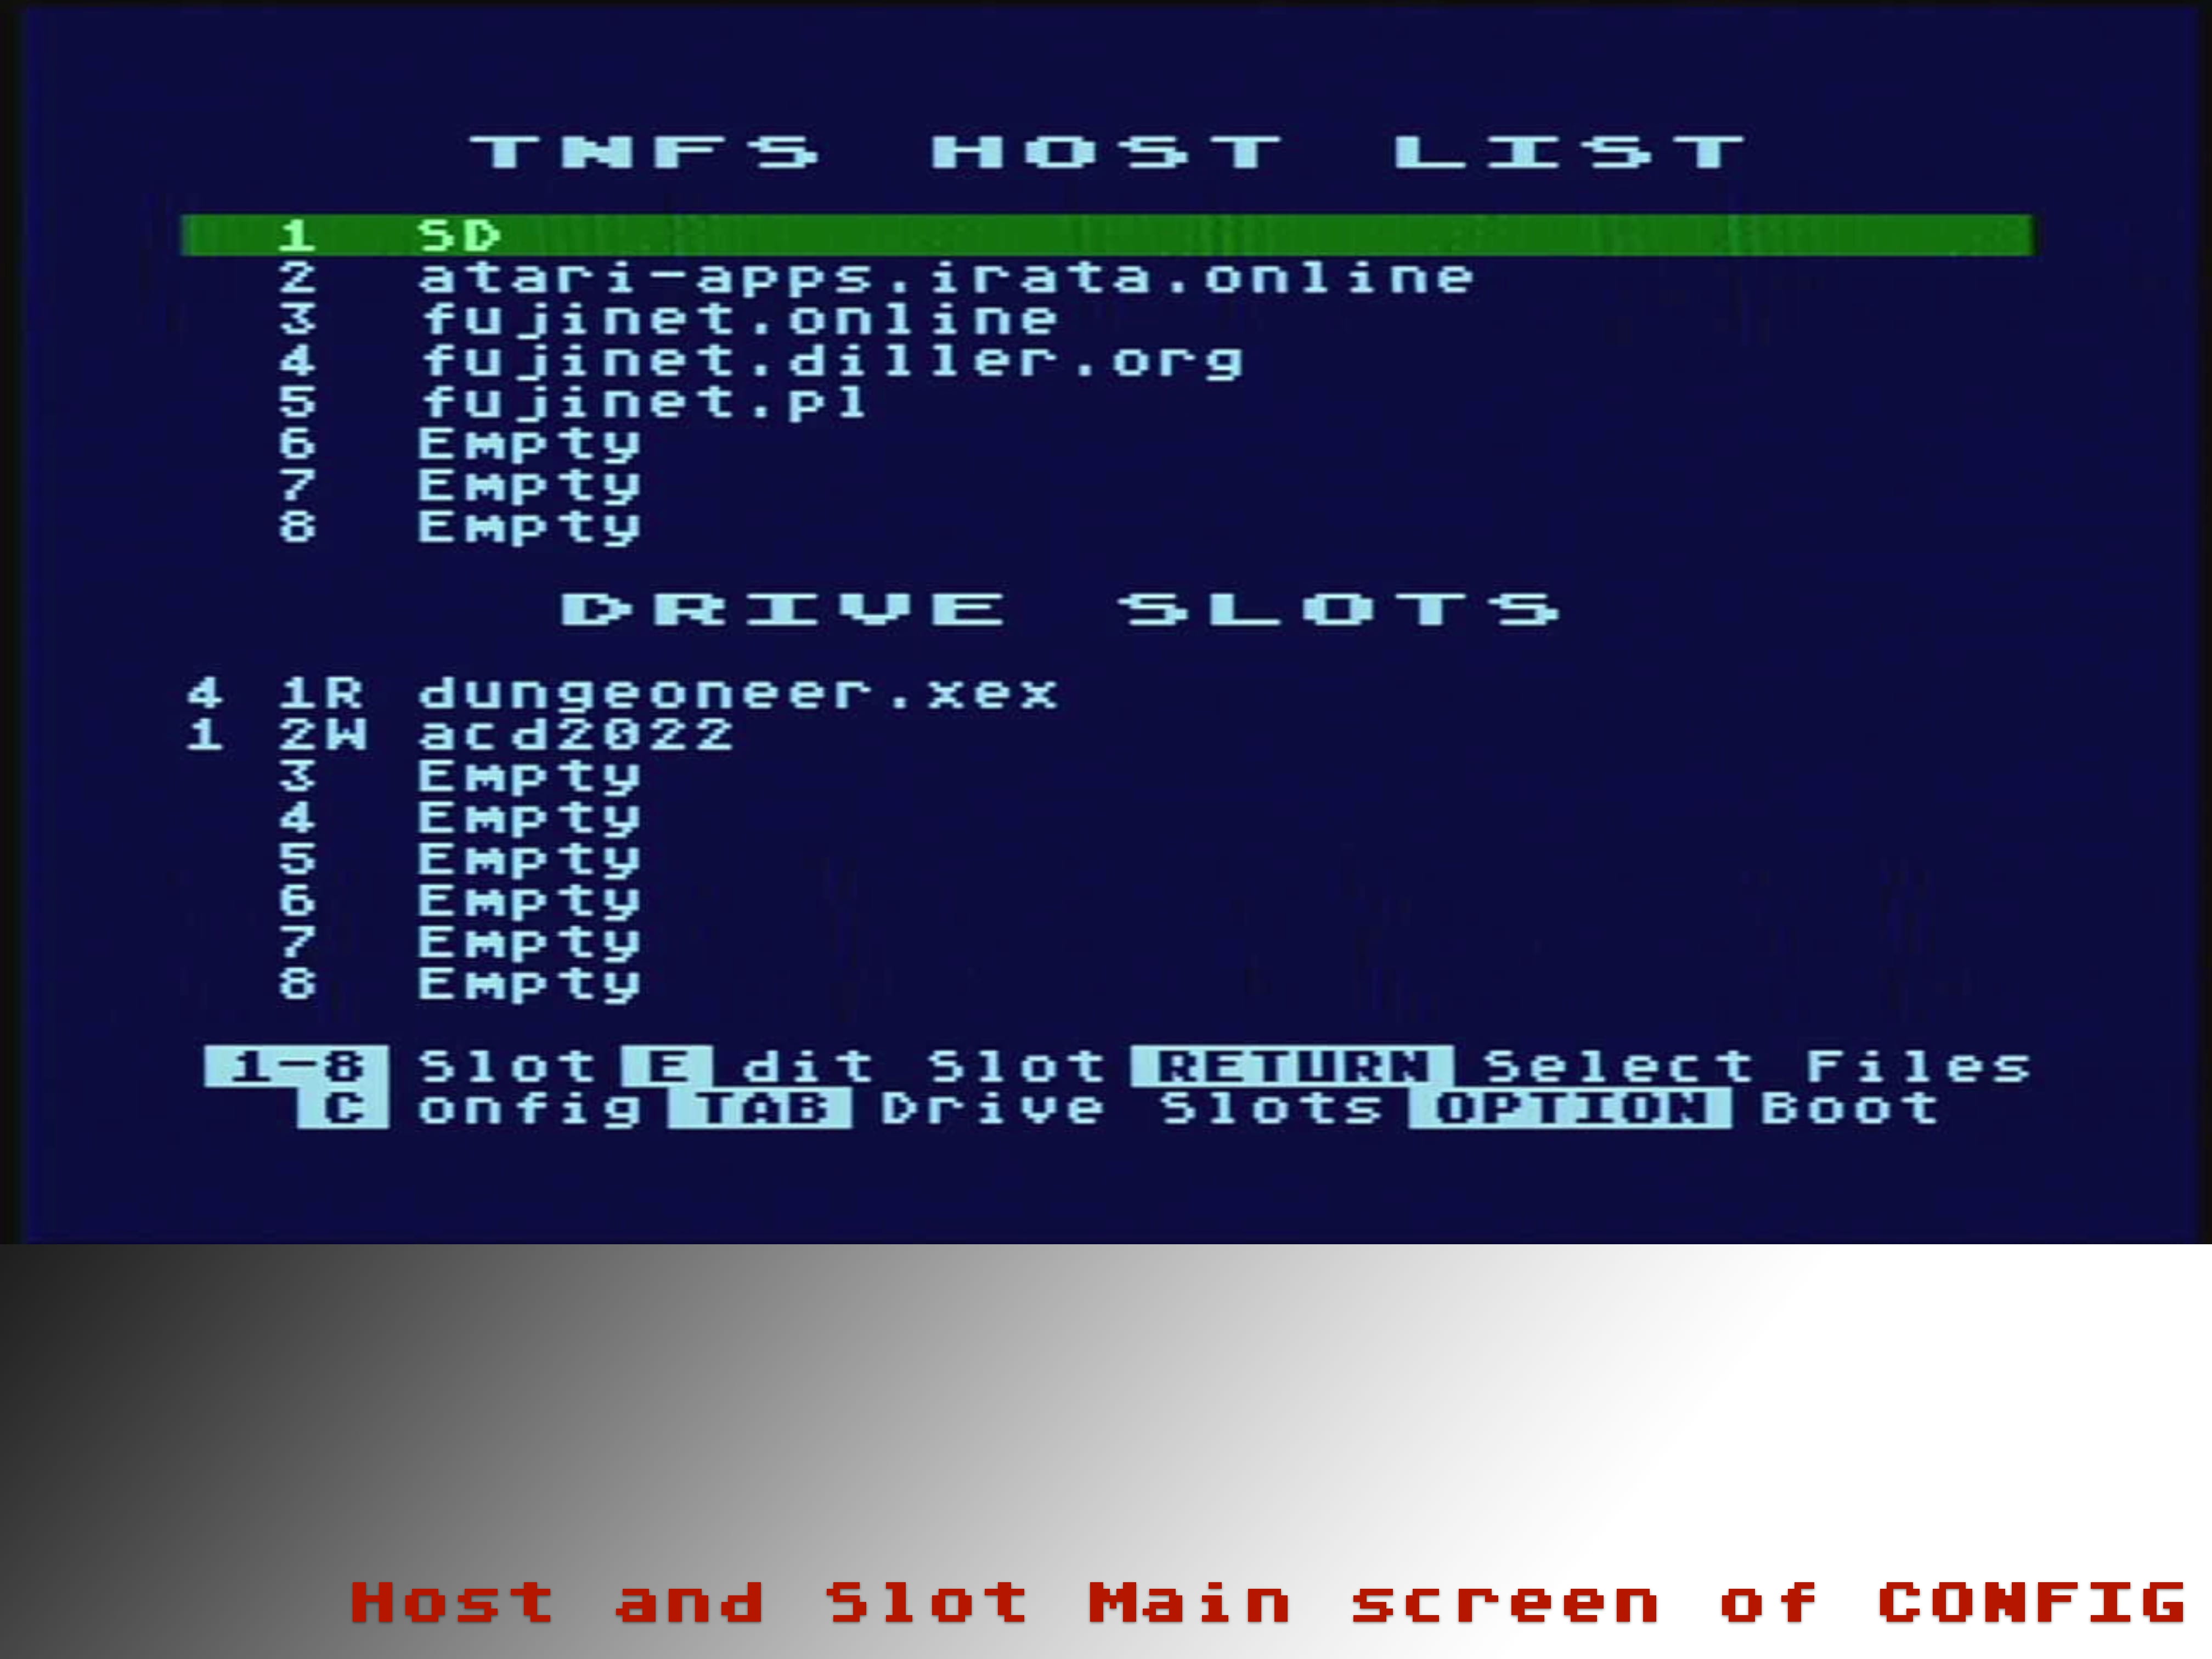 TNFS HOST LIST
1 SD
2 atari-apps.irata.online
3 fujinet.online
4 fujinet.diller.org
5 fujinet.pl
6 Empty
7 Empty
8 Empty
DRIVE SLOTS
4 1R dungeoneer.xex
1 2W acd2022
3 Empty
4 Empty
5 Empty
6 Empty
7 Empty
8 Empty
1-8 Slot E dit Slot RETURN Select Files
C onfig TAB Drive Slots OPTION Boot
Host and Slot Main screen of CONFIG